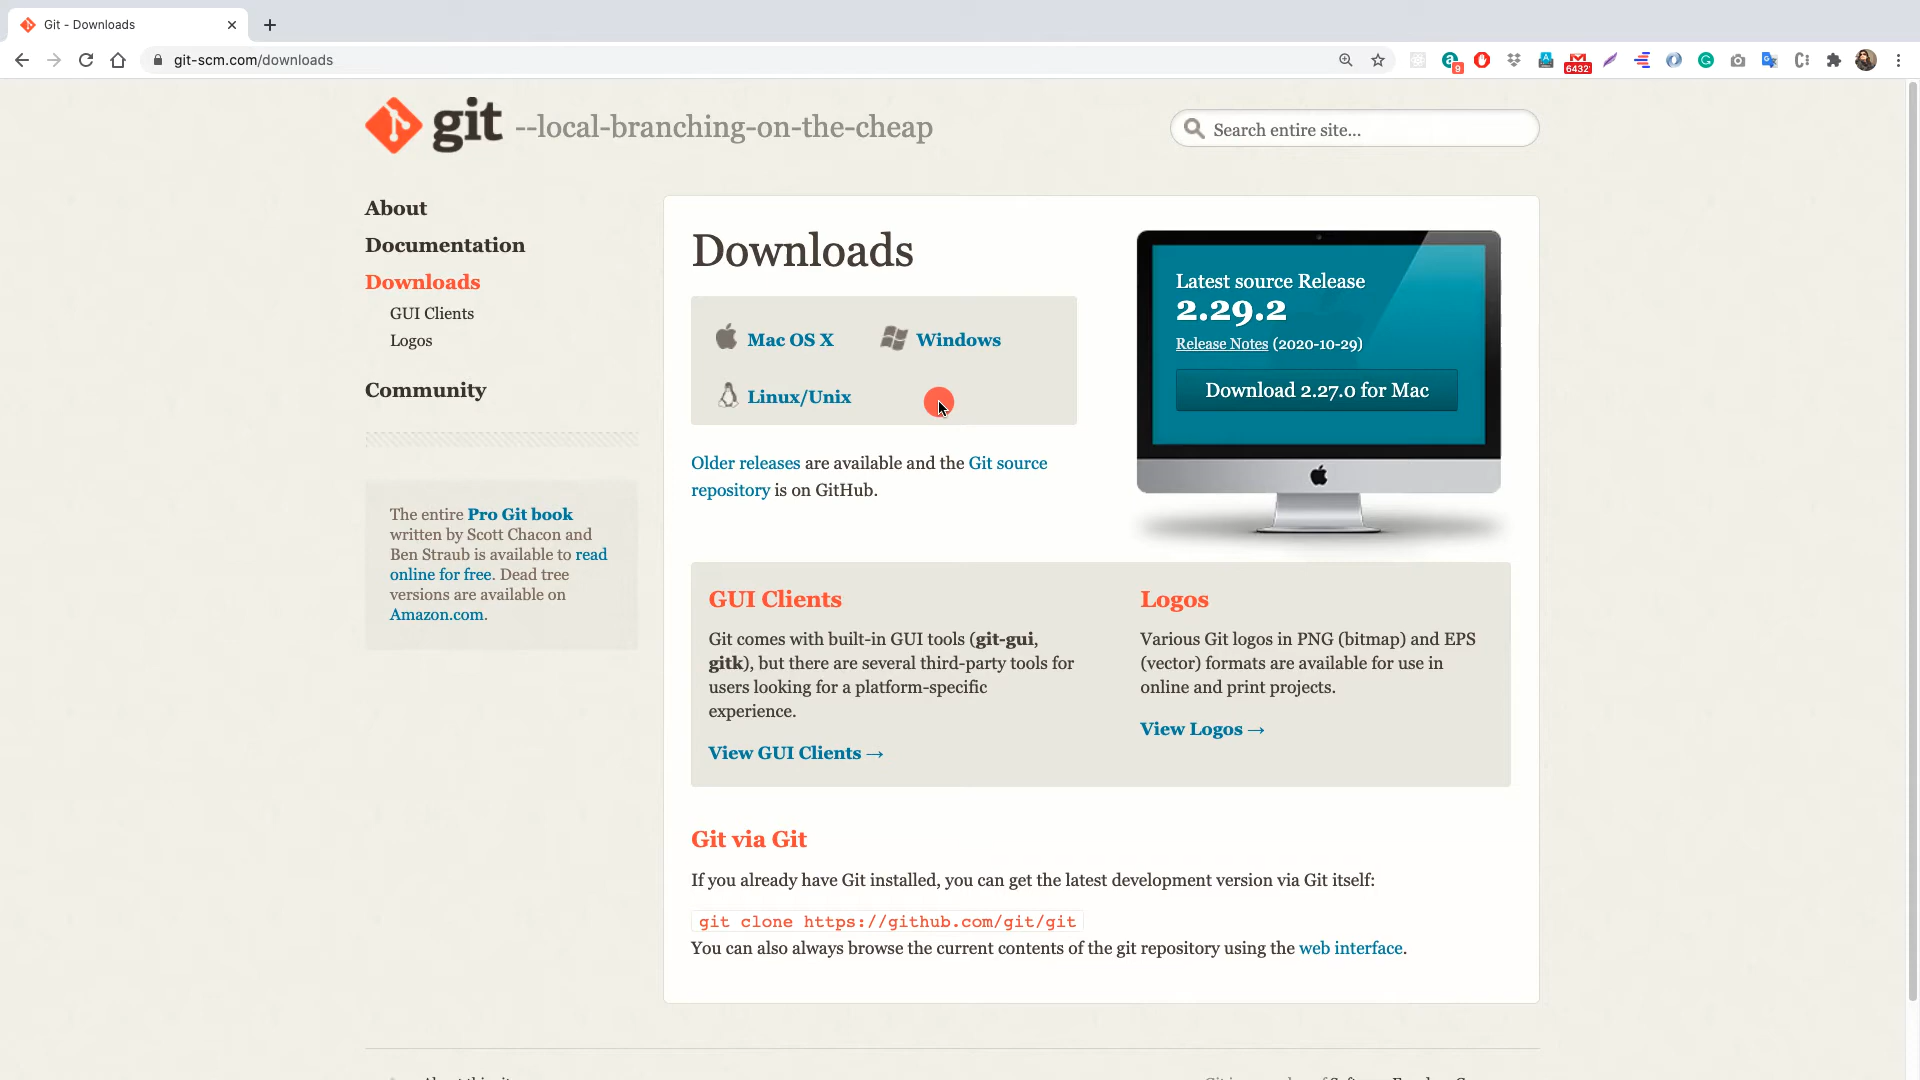 Git - Downloads
git-scm.com/downloads
9
6432
git --local-branching-on-the-cheap
Search entire site...
About
Documentation
Downloads
GUI Clients
Logos
Community
The entire Pro Git book
written by Scott Chacon and
Ben Straub is available to read
online for free. Dead tree
versions are available on
Amazon.com.
Downloads
Mac OS X
Windows
Linux/Unix
Older releases are available and the Git source
repository is on GitHub.
Latest source Release
2.29.2
Release Notes (2020-10-29)
Download 2.27.0 for Mac
GUI Clients
Git comes with built-in GUI tools (git-gui,
gitk), but there are several third-party tools for
users looking for a platform-specific
experience.
View GUI Clients →
Logos
Various Git logos in PNG (bitmap) and EPS
(vector) formats are available for use in
online and print projects.
View Logos →
Git via Git
If you already have Git installed, you can get the latest development version via Git itself:
git clone https://github.com/git/git
You can also always browse the current contents of the git repository using the web interface.